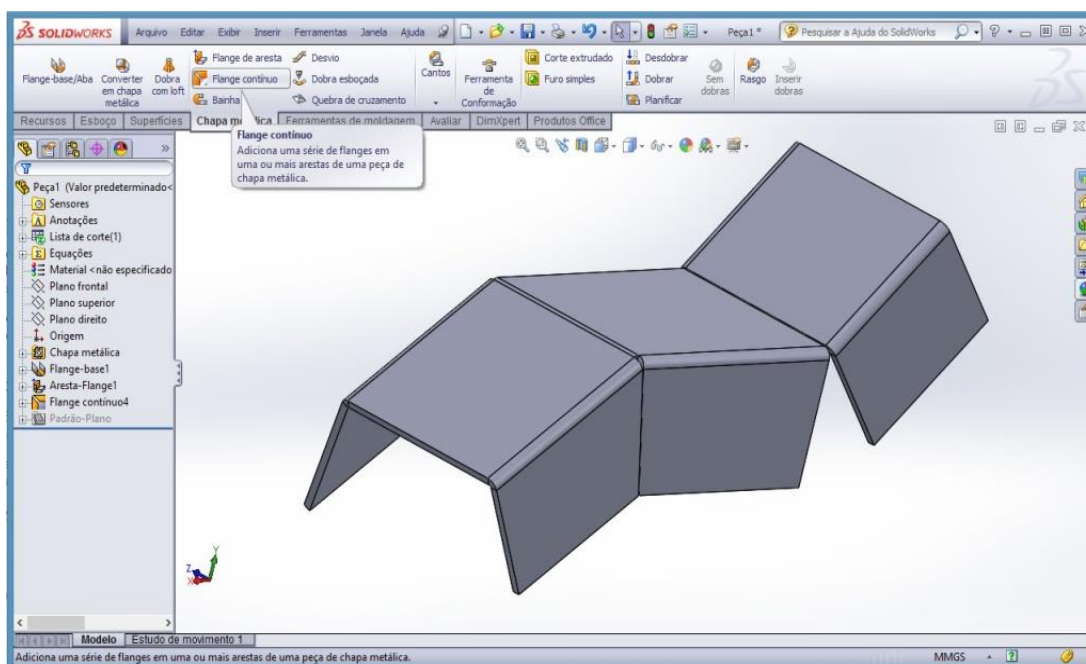 SOLIDWORKS Arquivo Editar Exibir Inserir Ferramentas Janela Ajuda Peça1 * Pesquisar a Ajuda do SolidWorks
Flange-base/Aba
Converter
em chapa
metálica
Dobra
com loft
Flange de aresta
Flange contínuo
Bainha
Desvio
Dobra esboçada
Quebra de cruzamento
Cantos
Ferramenta
de
Conformação
Corte extrudado
Furo simples
Desdobrar
Dobrar
Planificar
Sem
dobras
Rasgo
Inserir
dobras
Recursos Esboço Superfícies Chapa metálica Ferramentas de moldagem Avaliar DimXpert Produtos Office
Flange contínuo
Adiciona uma série de flanges em
uma ou mais arestas de uma peça de
chapa metálica.
Peça1 (Valor predeterminado<
Sensores
Anotações
Lista de corte(1)
Equações
Material <não especificado
Plano frontal
Plano superior
Plano direito
Origem
Chapa metálica
Flange-base1
Aresta-Flange1
Flange contínuo4
Padrão-Plano
Y
Z
X
Modelo Estudo de movimento 1
Adiciona uma série de flanges em uma ou mais arestas de uma peça de chapa metálica. MMGS